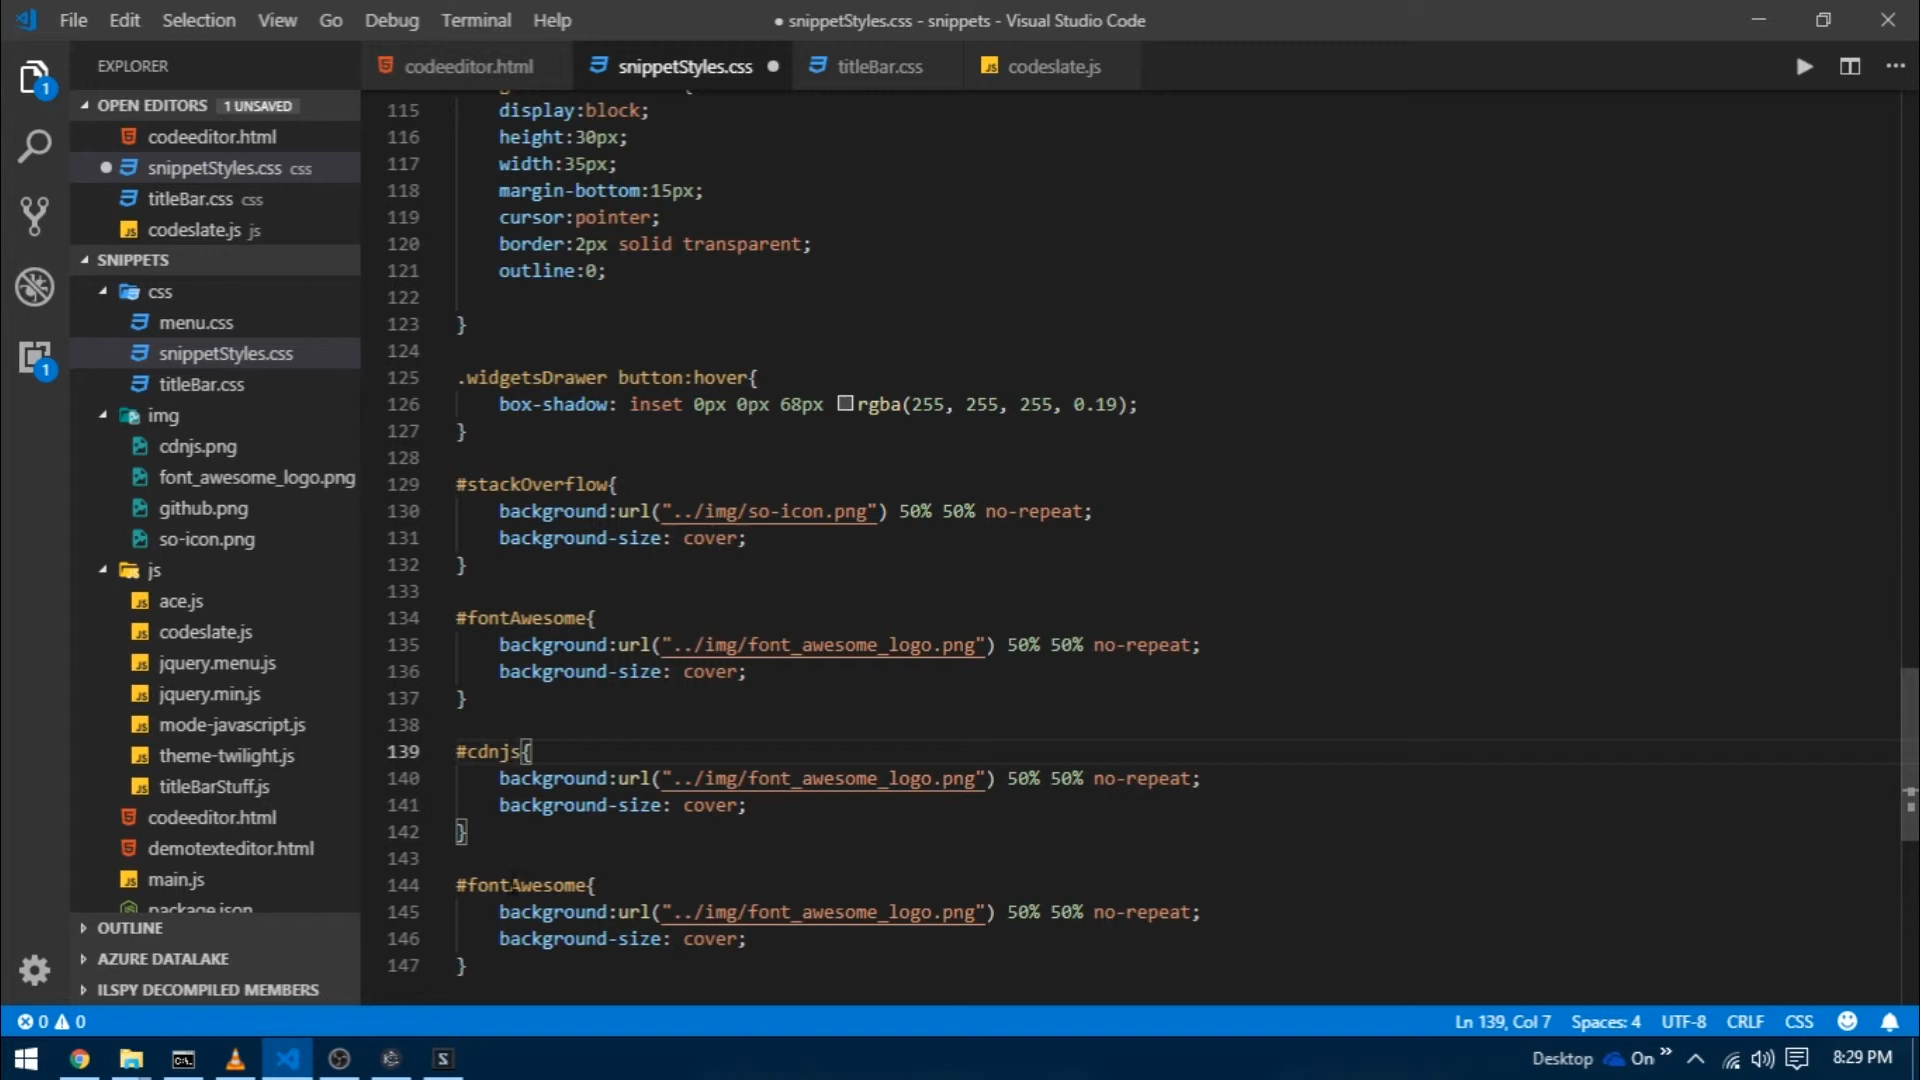 File Edit Selection View Go Debug Terminal Help
● snippetStyles.css - snippets - Visual Studio Code
EXPLORER
codeeditor.html
snippetStyles.css
titleBar.css
codeslate.js
OPEN EDITORS 1 UNSAVED
codeeditor.html
snippetStyles.css css
titleBar.css css
codeslate.js js
SNIPPETS
css
menu.css
snippetStyles.css
titleBar.css
img
cdnjs.png
font_awesome_logo.png
github.png
so-icon.png
js
ace.js
codeslate.js
jquery.menu.js
jquery.min.js
mode-javascript.js
theme-twilight.js
titleBarStuff.js
codeeditor.html
demotexteditor.html
main.js
package.json
OUTLINE
AZURE DATALAKE
ILSPY DECOMPILED MEMBERS
1
1
115 display:block;
116 height:30px;
117 width:35px;
118 margin-bottom:15px;
119 cursor:pointer;
120 border:2px solid transparent;
121 outline:0;
122
123 }
124
125 .widgetsDrawer button:hover{
126 box-shadow: inset 0px 0px 68px rgba(255, 255, 255, 0.19);
127 }
128
129 #stackOverflow{
130 background:url("../img/so-icon.png") 50% 50% no-repeat;
131 background-size: cover;
132 }
133
134 #fontAwesome{
135 background:url("../img/font_awesome_logo.png") 50% 50% no-repeat;
136 background-size: cover;
137 }
138
139 #cdnjs{
140 background:url("../img/font_awesome_logo.png") 50% 50% no-repeat;
141 background-size: cover;
142 }
143
144 #fontAwesome{
145 background:url("../img/font_awesome_logo.png") 50% 50% no-repeat;
146 background-size: cover;
147 }
0 0
Ln 139, Col 7 Spaces: 4 UTF-8 CRLF CSS
Desktop On » 8:29 PM